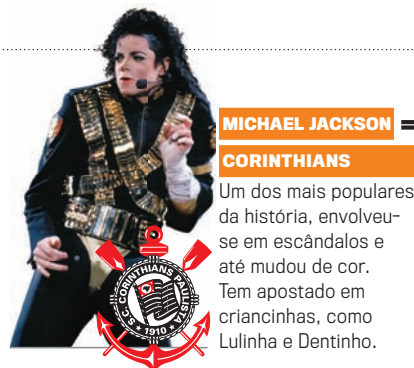 MICHAEL JACKSON =
CORINTHIANS
Um dos mais populares
da história, envolveu-
se em escândalos e
até mudou de cor.
Tem apostado em
criancinhas, como
Lulinha e Dentinho.
S.C. CORINTHIANS PAULISTA
1910